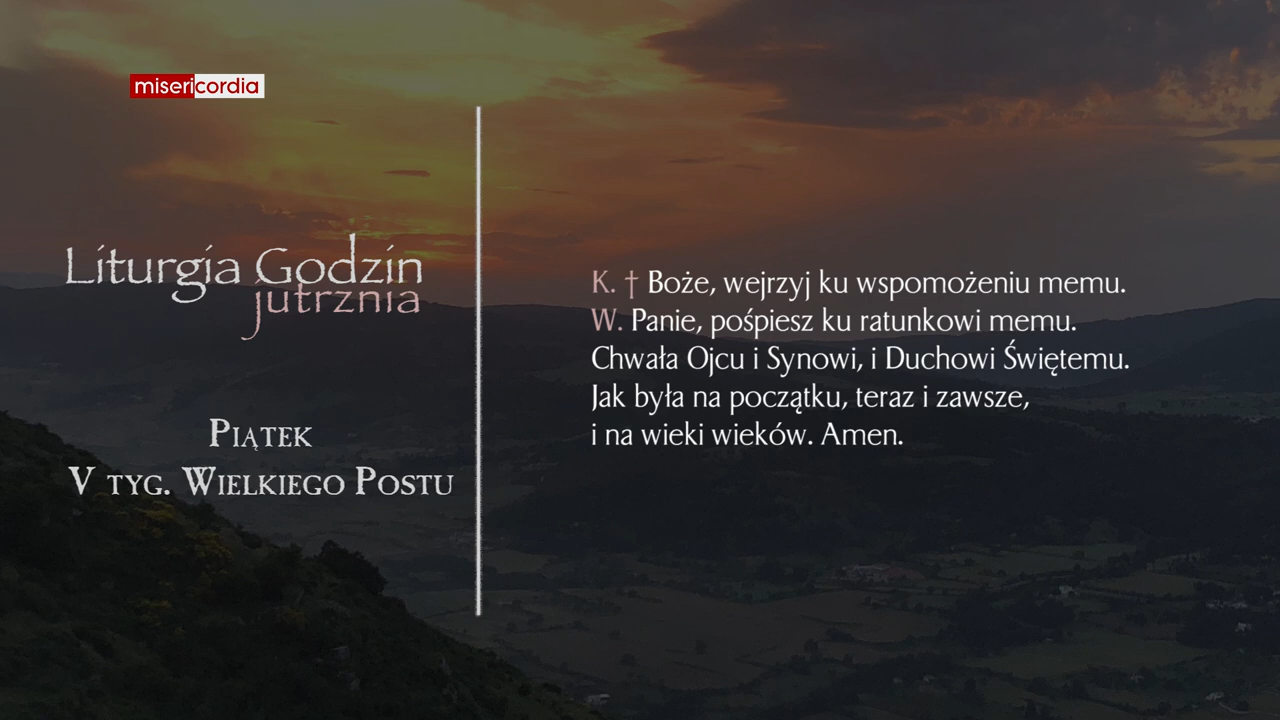 misericordia
Liturgia Godzin
jutrznia
Piątek
V tyg. Wielkiego Postu
K. † Boże, wejrzyj ku wspomożeniu memu.
W. Panie, pośpiesz ku ratunkowi memu.
Chwała Ojcu i Synowi, i Duchowi Świętemu.
Jak była na początku, teraz i zawsze,
i na wieki wieków. Amen.